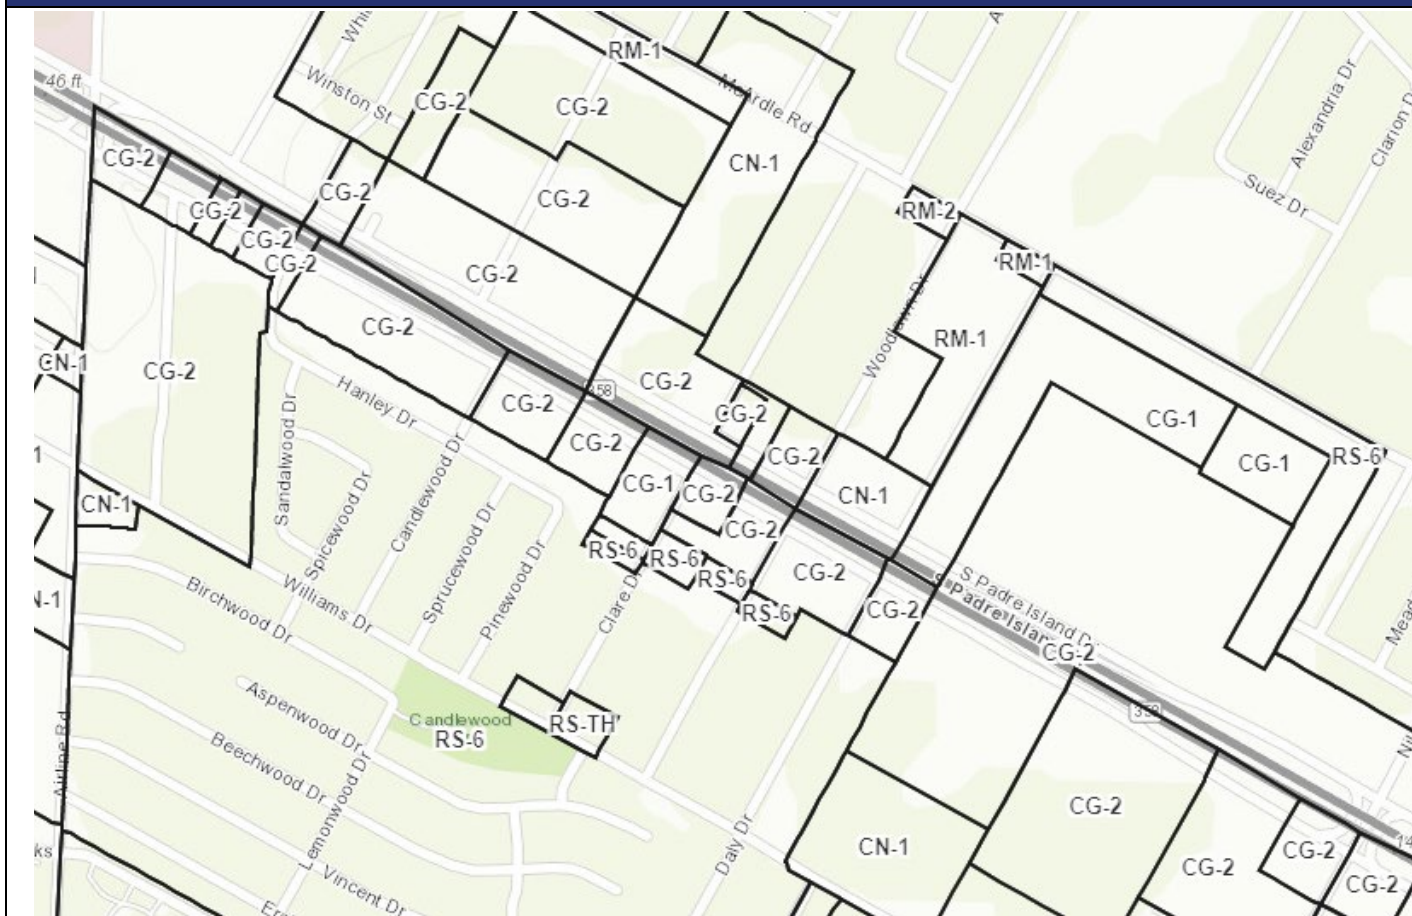 RM-1
46 ft
Winston St
CG-2
CG-2
McArdle Rd
Alexandria Dr
CG-2
CN-1
CG-2
CG-2
Suez Dr
CG-2
RM-2
CG-2
CG-2
RM-1
CG-2
CG-2
CG-2
Woodlawn Dr
RM-1
CN-1
CG-2
CG-2
Hanley Dr
CG-2
CG-2
CG-1
Sandalwood Dr
CG-2
CG-2
CG-1
RS-6
Candlewood Dr
CG-1
CG-2
CN-1
CN-1
Spicewood Dr
CG-2
Sprucewood Dr
RS-6
RS-6
Pinewood Dr
CG-2
RS-6
S Padre Island Dr
Williams Dr
Birchwood Dr
Clare Dr
RS-6
CG-2
CG-2
Candlewood
RS-6
RS-TH
Aspenwood Dr
Airline Rd
Beechwood Dr
CG-2
Lemonwood Dr
Daly Dr
CN-1
CG-2
CG-2
CG-2
Vincent Dr